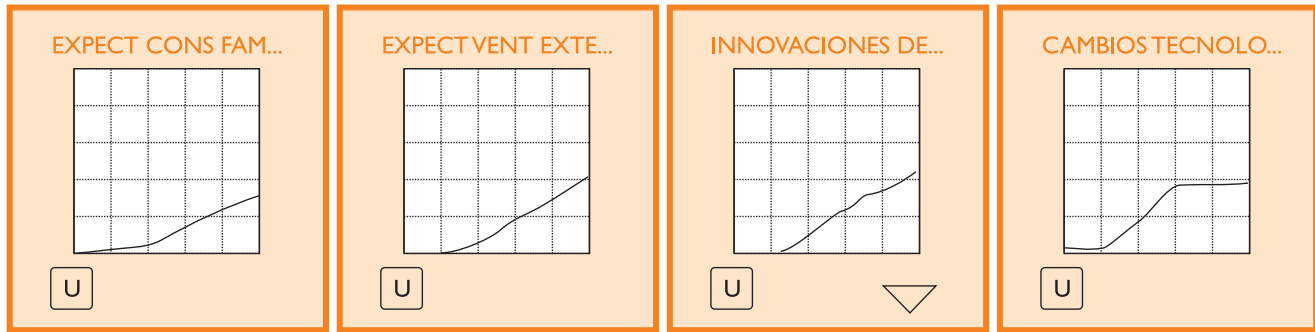 EXPECT CONS FAM...
EXPECT VENT EXTE...
INNOVACIONES DE...
CAMBIOS TECNOLO...
U
U
U
U